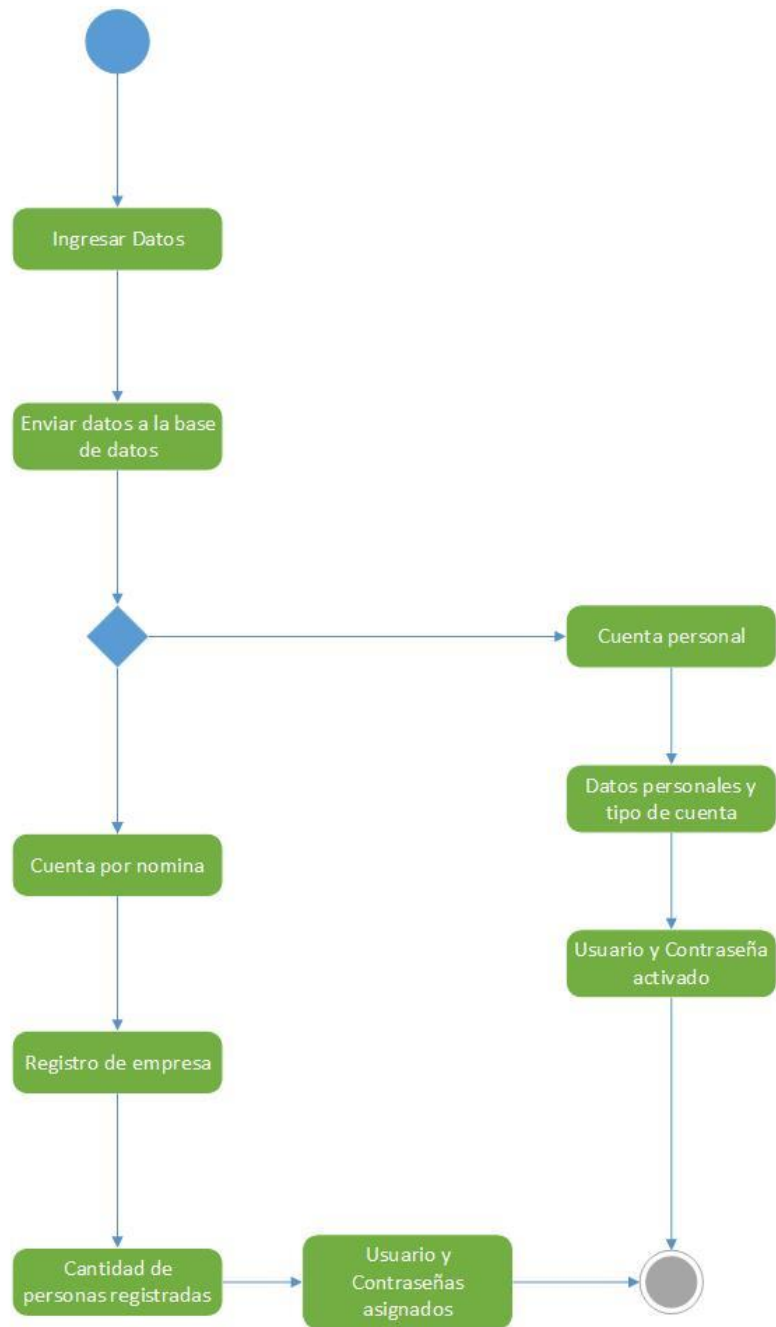 Ingresar Datos
Enviar datos a la base
de datos
Cuenta personal
Datos personales y
tipo de cuenta
Cuenta por nomina
Usuario y Contraseña
activado
Registro de empresa
Cantidad de
personas registradas
Usuario y
Contraseñas
asignados